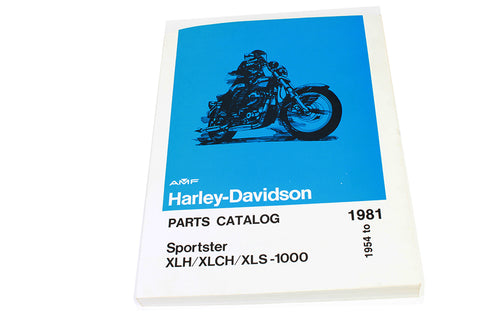 AMF
Harley-Davidson
PARTS CATALOG
1954 to 1981
Sportster
XLH/XLCH/XLS-1000